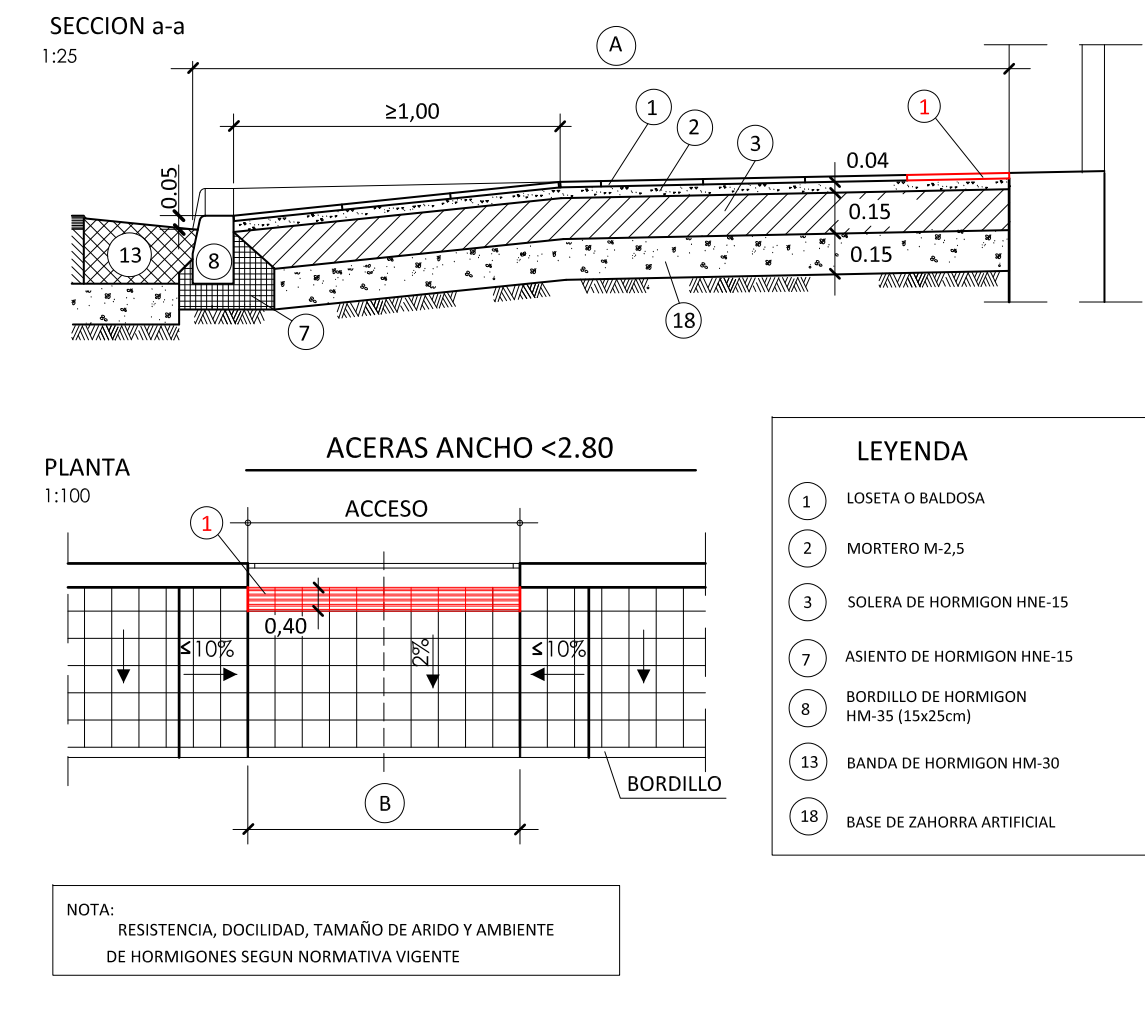 SECCION a-a
1:25
A
≥1,00
1
2
3
1
0.05
0.04
0.15
0.15
13
8
7
18
ACERAS ANCHO <2.80
PLANTA
1:100
ACCESO
1
0,40
≤10%
2%
≤10%
B
BORDILLO
LEYENDA
1 LOSETA O BALDOSA
2 MORTERO M-2,5
3 SOLERA DE HORMIGON HNE-15
7 ASIENTO DE HORMIGON HNE-15
8 BORDILLO DE HORMIGON
HM-35 (15x25cm)
13 BANDA DE HORMIGON HM-30
18 BASE DE ZAHORRA ARTIFICIAL
NOTA:
RESISTENCIA, DOCILIDAD, TAMAÑO DE ARIDO Y AMBIENTE
DE HORMIGONES SEGUN NORMATIVA VIGENTE